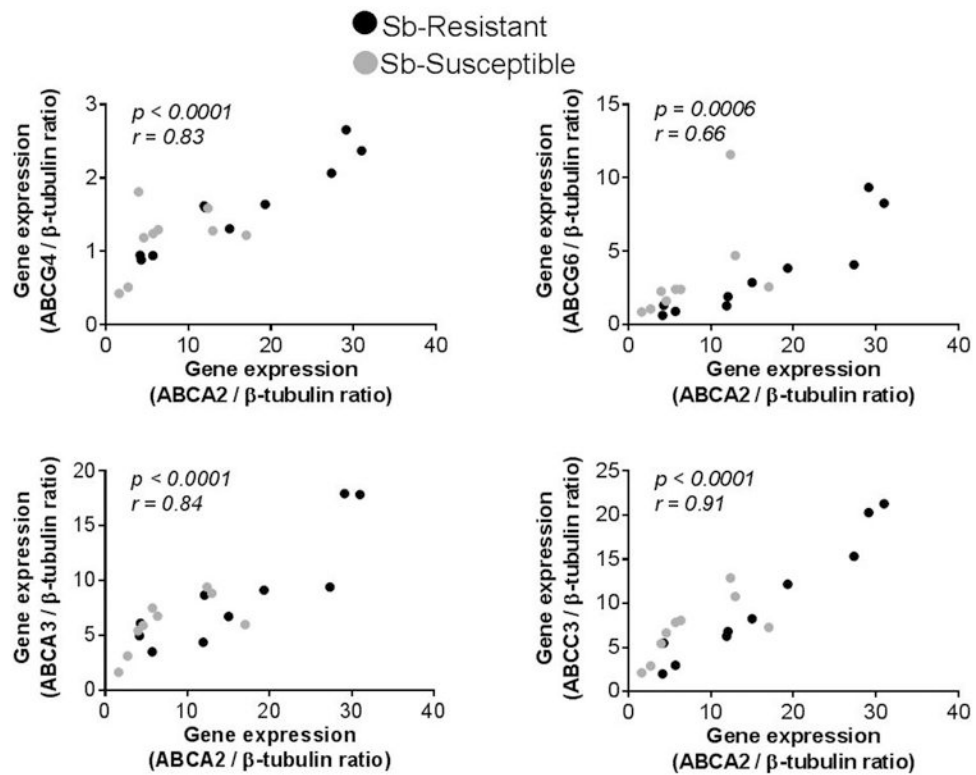 Sb-Resistant
Sb-Susceptible
Gene expression
(ABCG4 / β-tubulin ratio)
3
2
1
0
p < 0.0001
r = 0.83
0 10 20 30 40
Gene expression
(ABCA2 / β-tubulin ratio)
Gene expression
(ABCG6 / β-tubulin ratio)
15
10
5
0
p = 0.0006
r = 0.66
0 10 20 30 40
Gene expression
(ABCA2 / β-tubulin ratio)
Gene expression
(ABCA3 / β-tubulin ratio)
20
15
10
5
0
p < 0.0001
r = 0.84
0 10 20 30 40
Gene expression
(ABCA2 / β-tubulin ratio)
Gene expression
(ABCC3 / β-tubulin ratio)
25
20
15
10
5
0
p < 0.0001
r = 0.91
0 10 20 30 40
Gene expression
(ABCA2 / β-tubulin ratio)